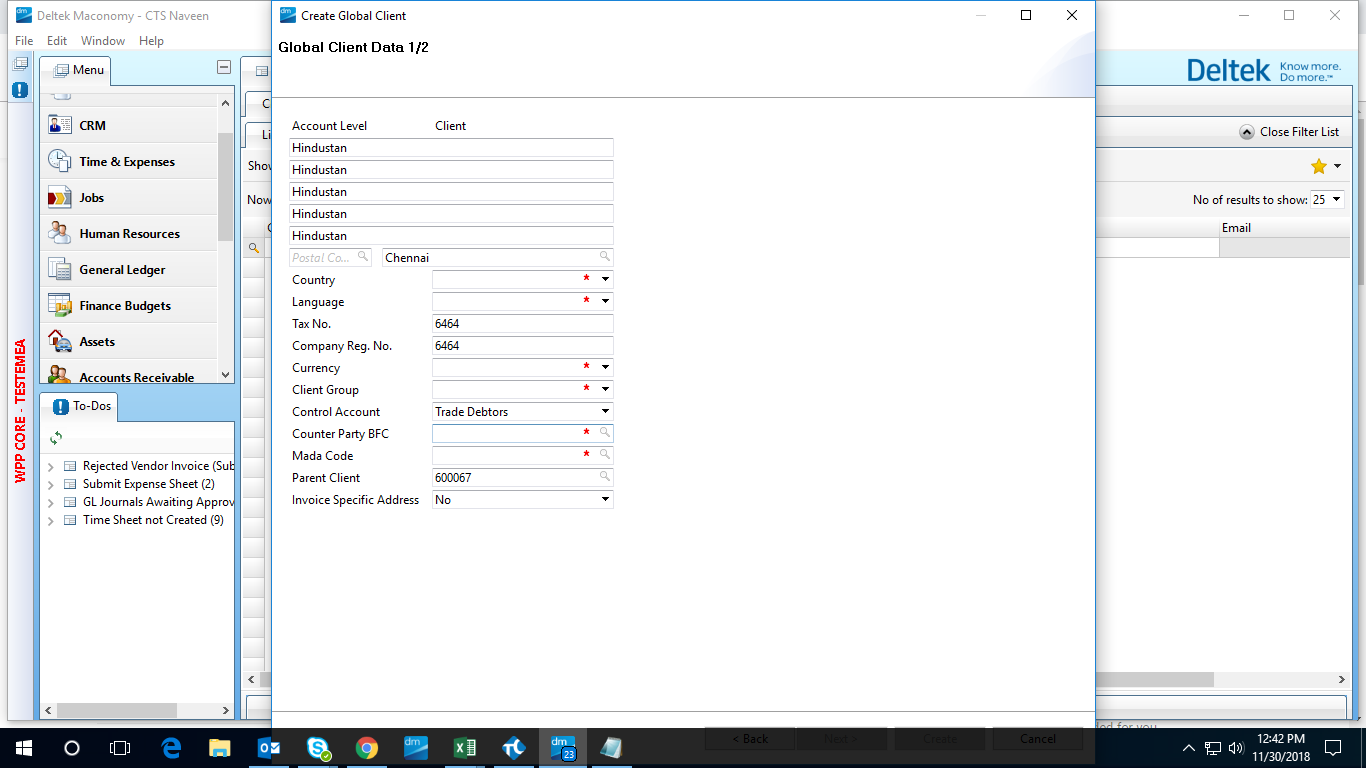 Deltek Maconomy - CTS Naveen
File Edit Window Help
Menu
CRM
Time & Expenses
Jobs
Human Resources
General Ledger
Finance Budgets
Assets
Accounts Receivable
WPP CORE - TESTEMEA
To-Dos
Rejected Vendor Invoice (Sub
Submit Expense Sheet (2)
GL Journals Awaiting Approv
Time Sheet not Created (9)
Create Global Client
Global Client Data 1/2
Account Level Client
Hindustan
Hindustan
Hindustan
Hindustan
Hindustan
Postal Co... Chennai
Country *
Language *
Tax No. 6464
Company Reg. No. 6464
Currency *
Client Group *
Control Account Trade Debtors
Counter Party BFC *
Mada Code *
Parent Client 600067
Invoice Specific Address No
< Back Next > Create Cancel
Deltek Know more.
Do more.™
Close Filter List
No of results to show: 25
Email
dm
23
12:42 PM
11/30/2018